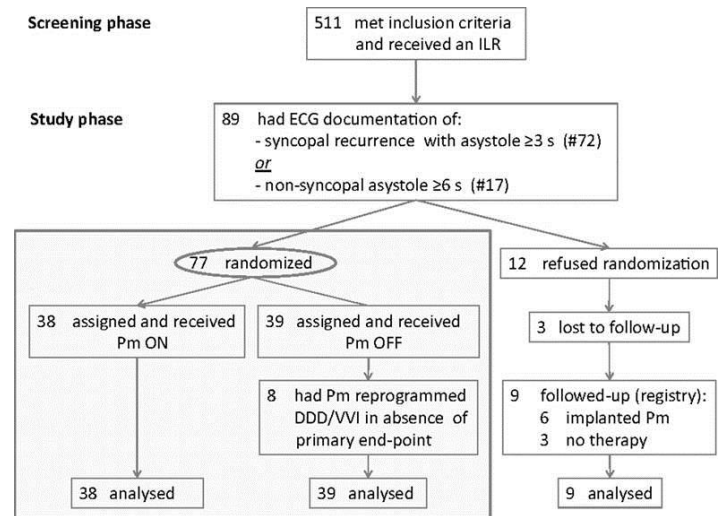 Screening phase
511 met inclusion criteria
and received an ILR
Study phase
89 had ECG documentation of:
- syncopal recurrence with asystole ≥3 s (#72)
or
- non-syncopal asystole ≥6 s (#17)
77 randomized
12 refused randomization
38 assigned and received
Pm ON
39 assigned and received
Pm OFF
3 lost to follow-up
8 had Pm reprogrammed
DDD/VVI in absence of
primary end-point
9 followed-up (registry):
6 implanted Pm
3 no therapy
38 analysed
39 analysed
9 analysed